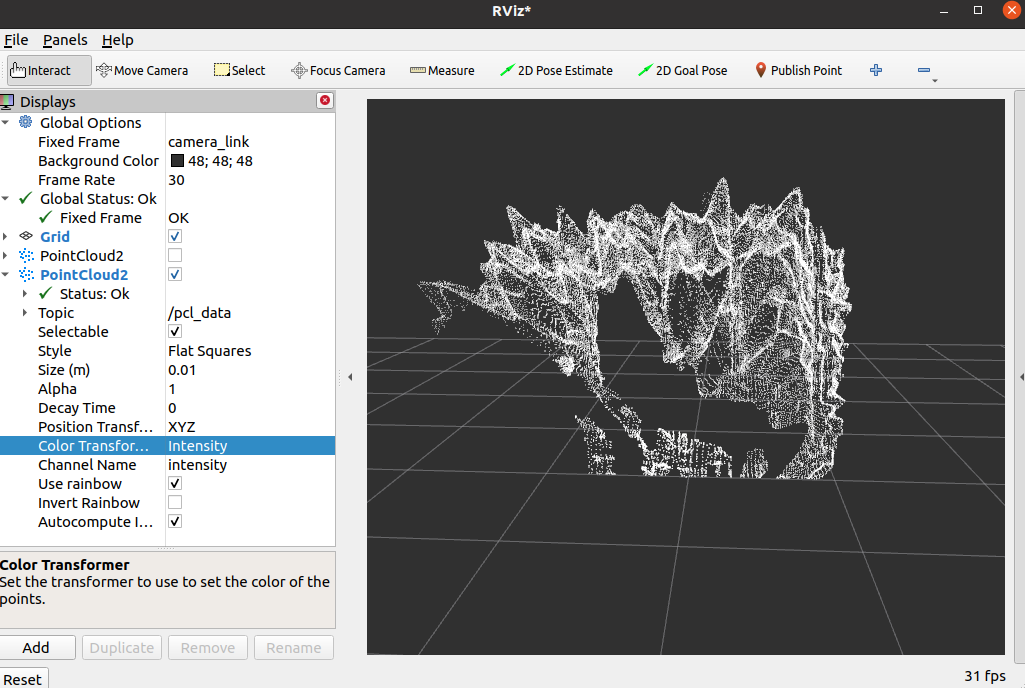 RViz*
File Panels Help
Interact Move Camera Select Focus Camera Measure 2D Pose Estimate 2D Goal Pose Publish Point
Displays
Global Options
Fixed Frame camera_link
Background Color 48; 48; 48
Frame Rate 30
Global Status: Ok
Fixed Frame OK
Grid
PointCloud2
PointCloud2
Status: Ok
Topic /pcl_data
Selectable
Style Flat Squares
Size (m) 0.01
Alpha 1
Decay Time 0
Position Transf... XYZ
Color Transfor... Intensity
Channel Name intensity
Use rainbow
Invert Rainbow
Autocompute I...
Color Transformer
Set the transformer to use to set the color of the
points.
Add Duplicate Remove Rename
Reset 31 fps